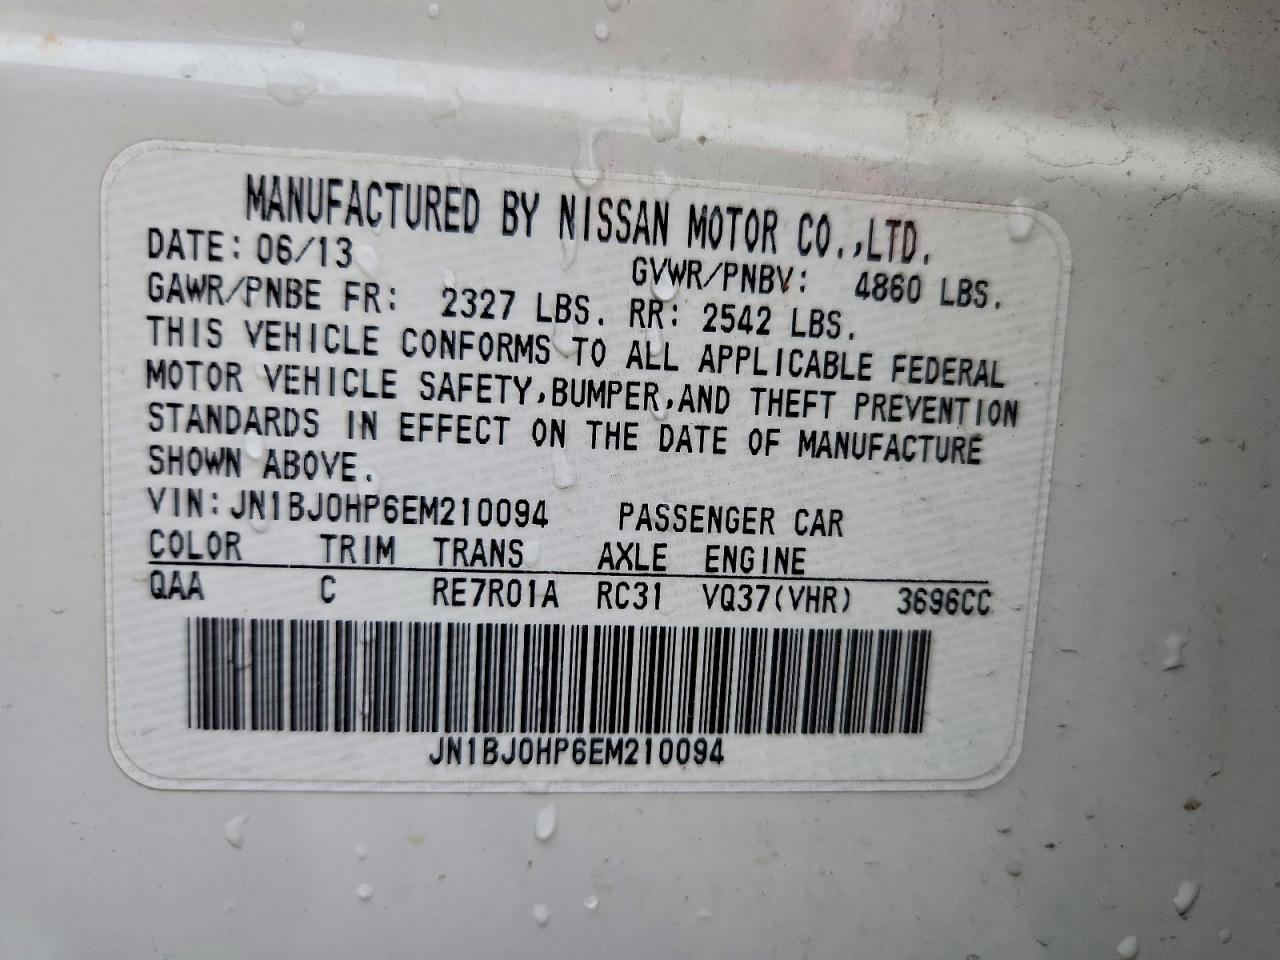 MANUFACTURED BY NISSAN MOTOR CO.,LTD.
DATE: 06/13 GVWR/PNBV: 4860 LBS.
GAWR/PNBE FR: 2327 LBS. RR: 2542 LBS.
THIS VEHICLE CONFORMS TO ALL APPLICABLE FEDERAL
MOTOR VEHICLE SAFETY,BUMPER,AND THEFT PREVENTION
STANDARDS IN EFFECT ON THE DATE OF MANUFACTURE
SHOWN ABOVE.
VIN: JN1BJ0HP6EM210094 PASSENGER CAR
COLOR TRIM TRANS AXLE ENGINE
QAA C RE7R01A RC31 VQ37(VHR) 3696CC
JN1BJ0HP6EM210094